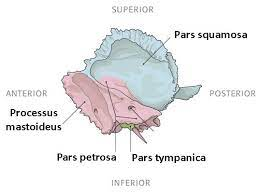 SUPERIOR
Pars squamosa
ANTERIOR
POSTERIOR
Processus
mastoideus
Pars petrosa
Pars tympanica
INFERIOR